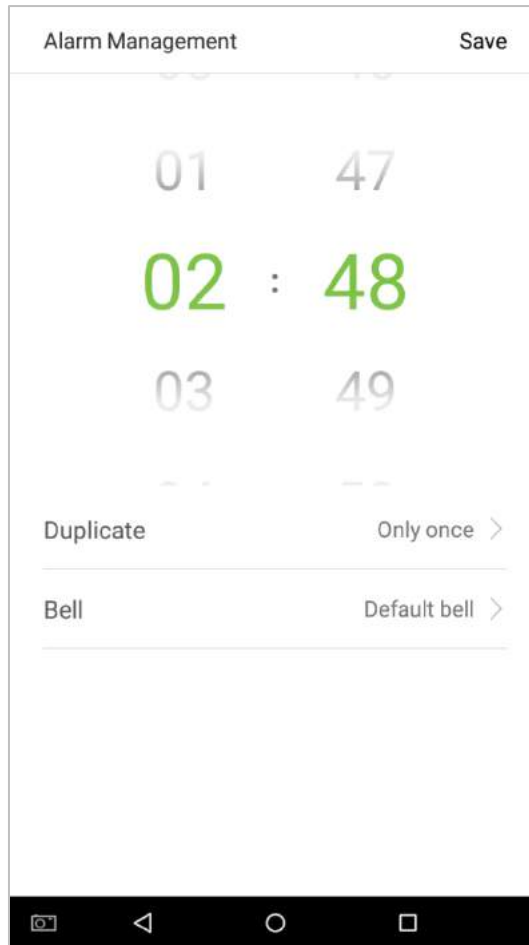 Alarm Management Save
01 47
02 : 48
03 49
Duplicate Only once
Bell Default bell